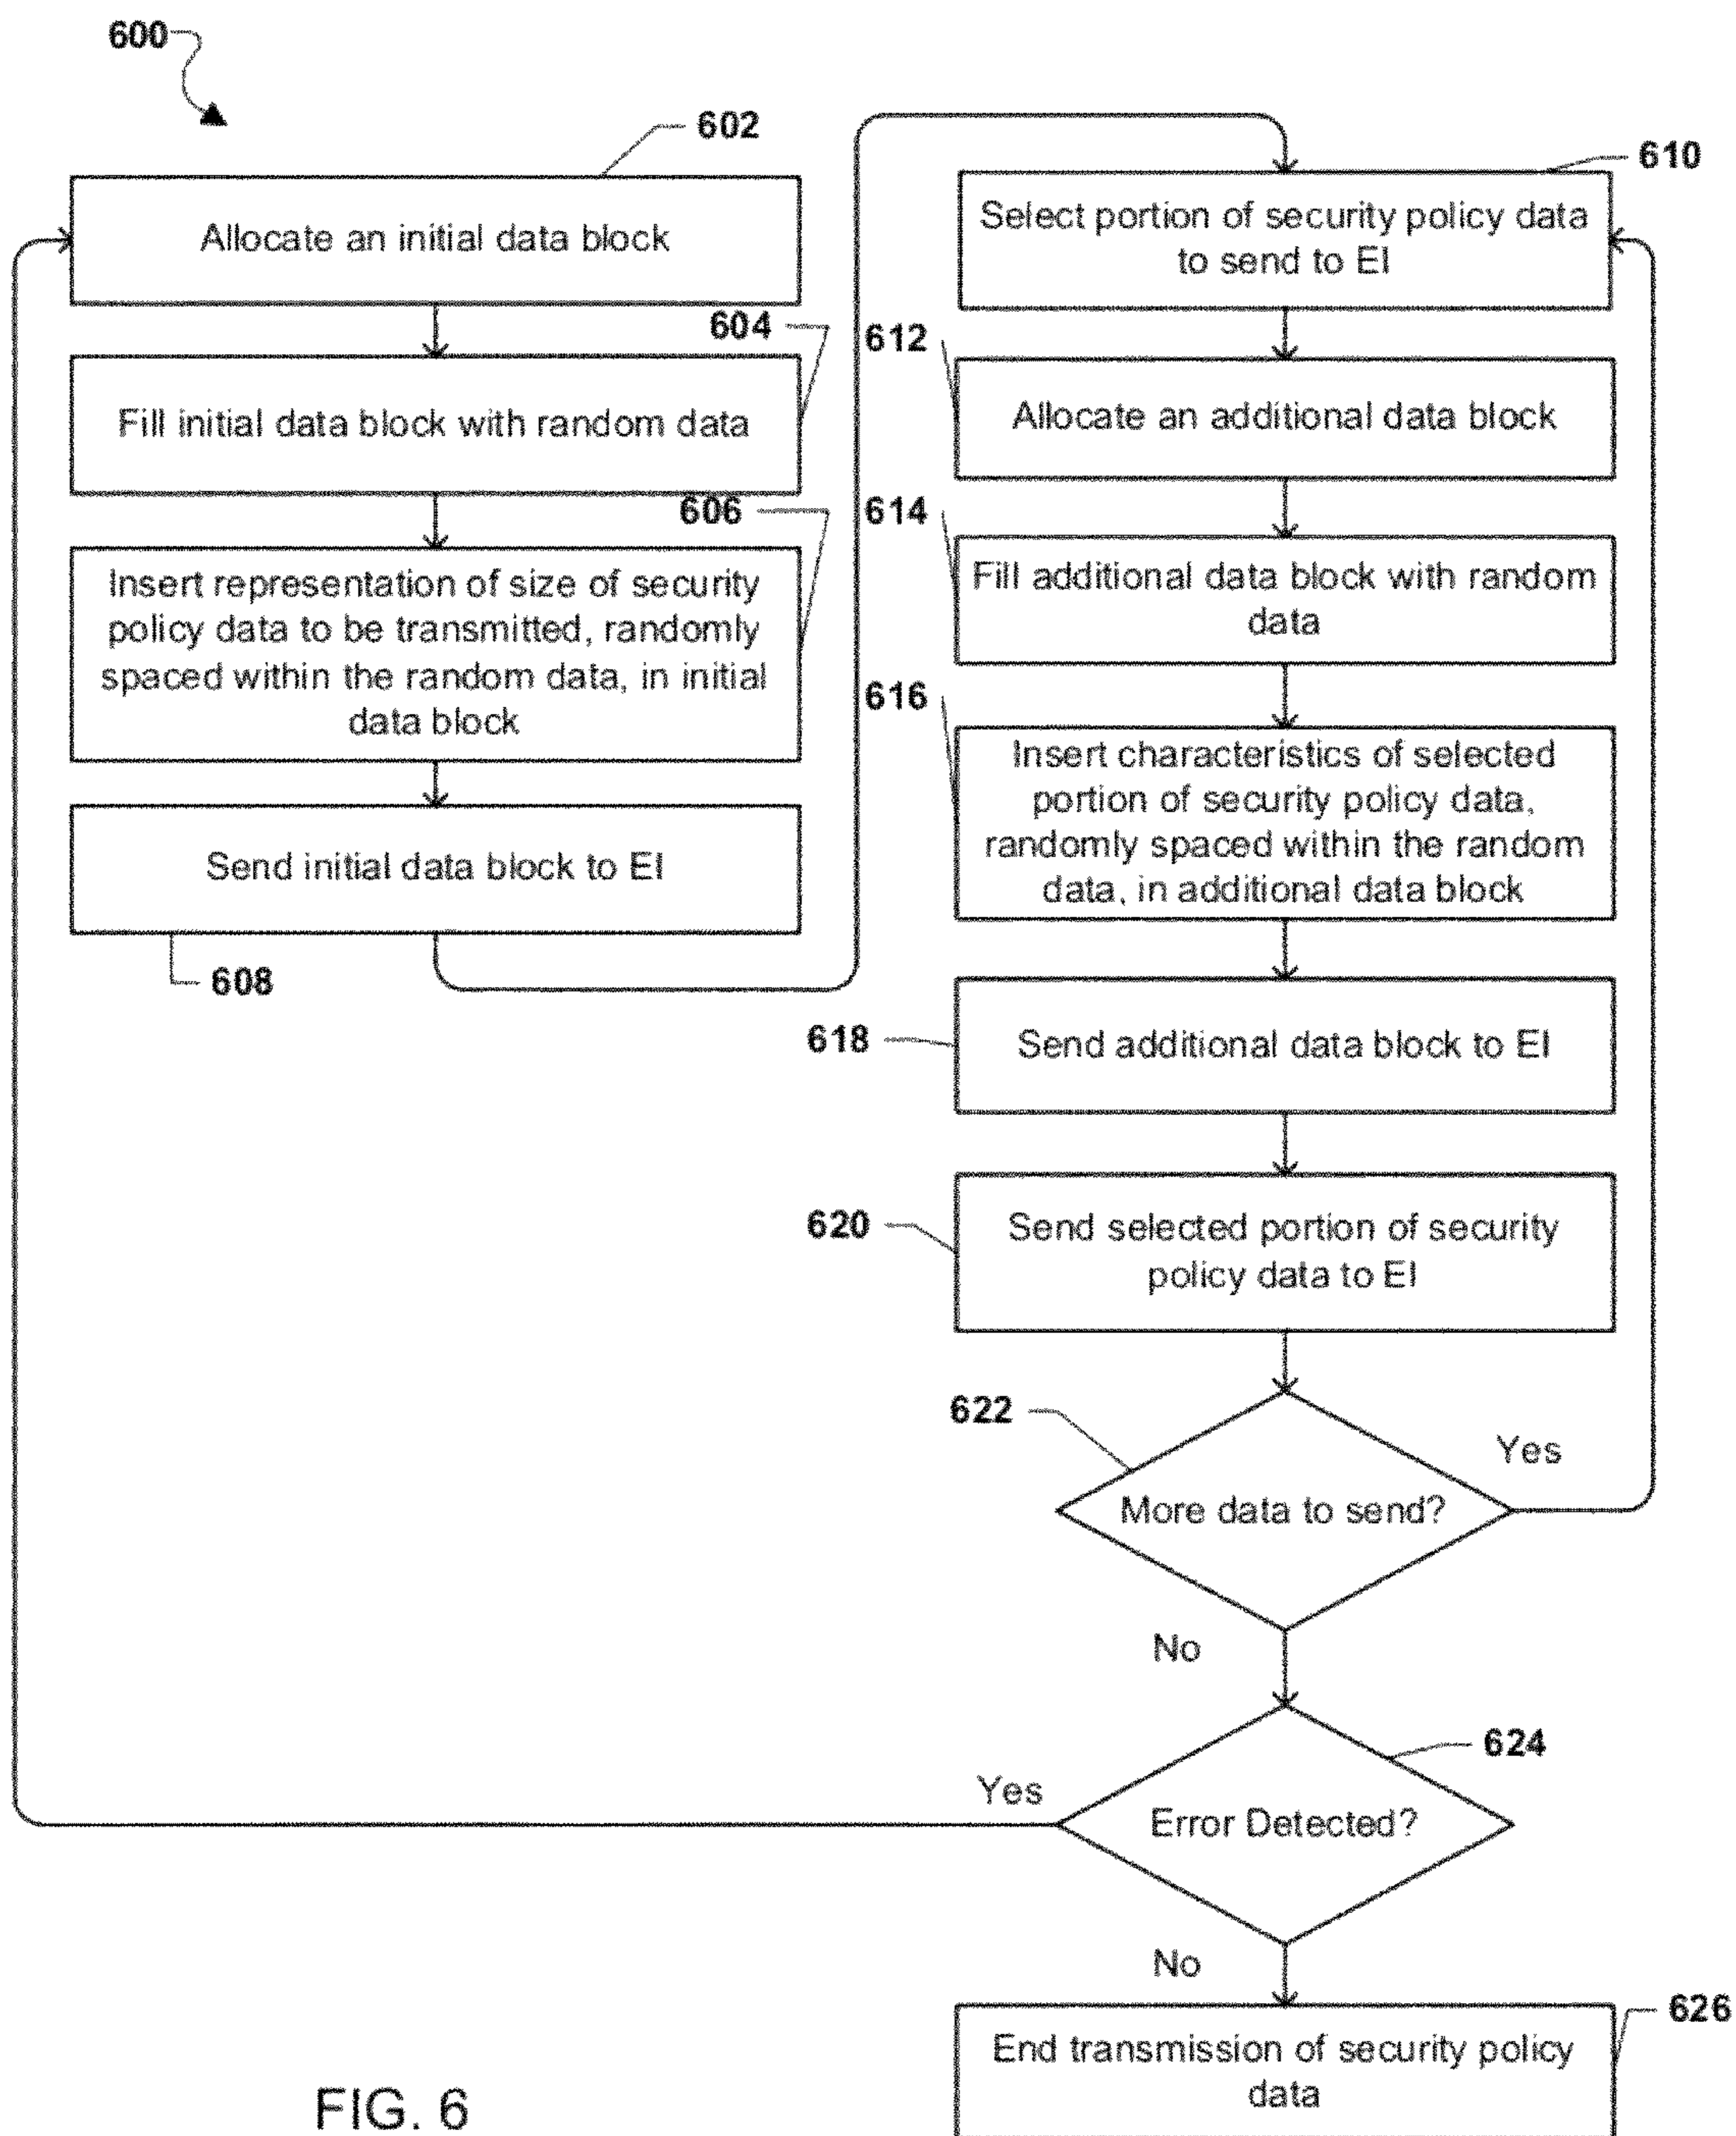 600
602
Allocate an initial data block
604
Fill initial data block with random data
606
Insert representation of size of security
policy data to be transmitted, randomly
spaced within the random data, in initial
data block
Send initial data block to EI
608
610
Select portion of security policy data
to send to EI
612
Allocate an additional data block
614
Fill additional data block with random
data
616
Insert characteristics of selected
portion of security policy data,
randomly spaced within the random
data, in additional data block
618
Send additional data block to EI
620
Send selected portion of security
policy data to EI
622
Yes
More data to send?
No
624
Yes
Error Detected?
No
626
End transmission of security policy
data
FIG. 6